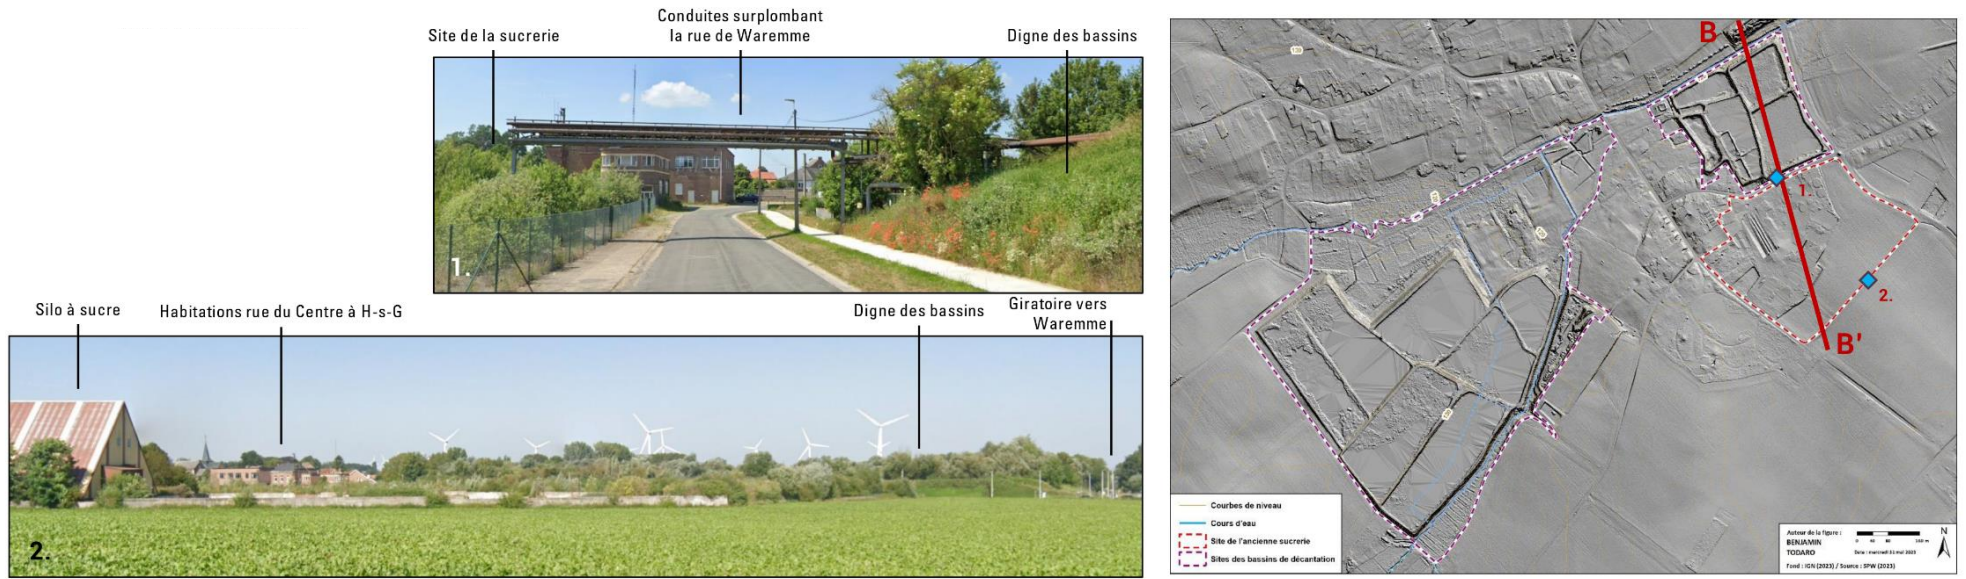 Site de la sucrerie
Conduites surplombant
la rue de Waremme
Digne des bassins
1.
Silo à sucre
Habitations rue du Centre à H-s-G
Digne des bassins
Giratoire vers
Waremme
2.
B
1.
2.
B'
Courbes de niveau
Cours d'eau
Site de l'ancienne sucrerie
Sites des bassins de décantation
Auteur de la figure :
BENJAMIN
TODARO
N
Fond : IGN (2023) / Source : SPW (2023)